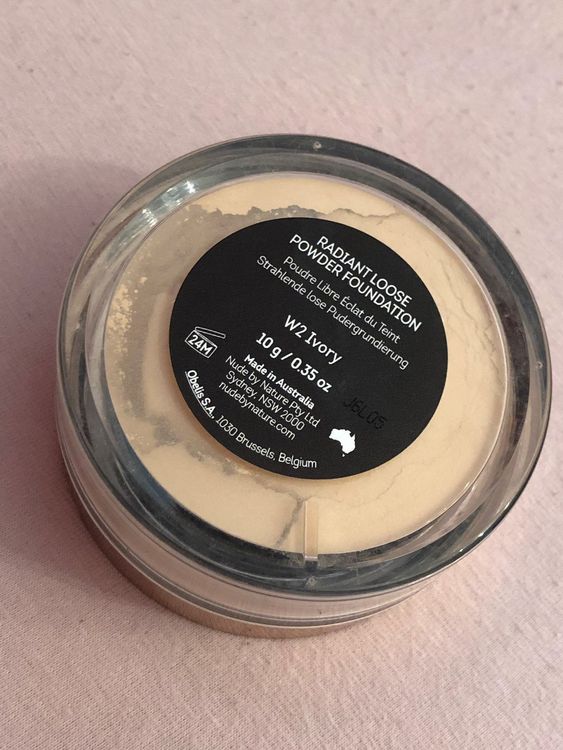 RADIANT LOOSE
POWDER FOUNDATION
Poudre Libre Éclat du Teint
Strahlende lose Pudergrundierung
W2 Ivory
10 g / 0.35 oz
24M
Made in Australia
Nude by Nature Pty Ltd
Sydney, NSW 2000
nudebynature.com
Obelis S.A. 1030 Brussels, Belgium
J6L05